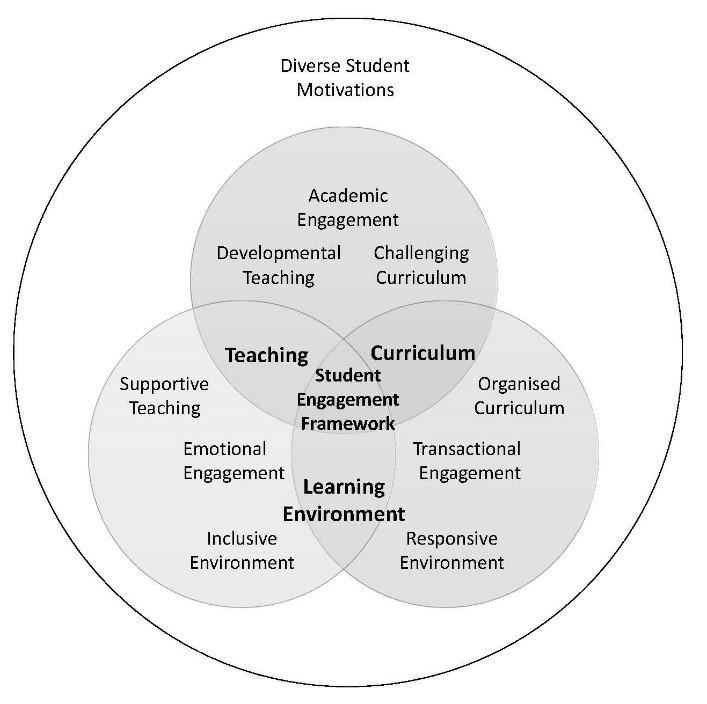 Diverse Student
Motivations
Academic
Engagement
Developmental
Teaching
Challenging
Curriculum
Teaching
Curriculum
Student
Engagement
Framework
Supportive
Teaching
Organised
Curriculum
Emotional
Engagement
Transactional
Engagement
Learning
Environment
Inclusive
Environment
Responsive
Environment